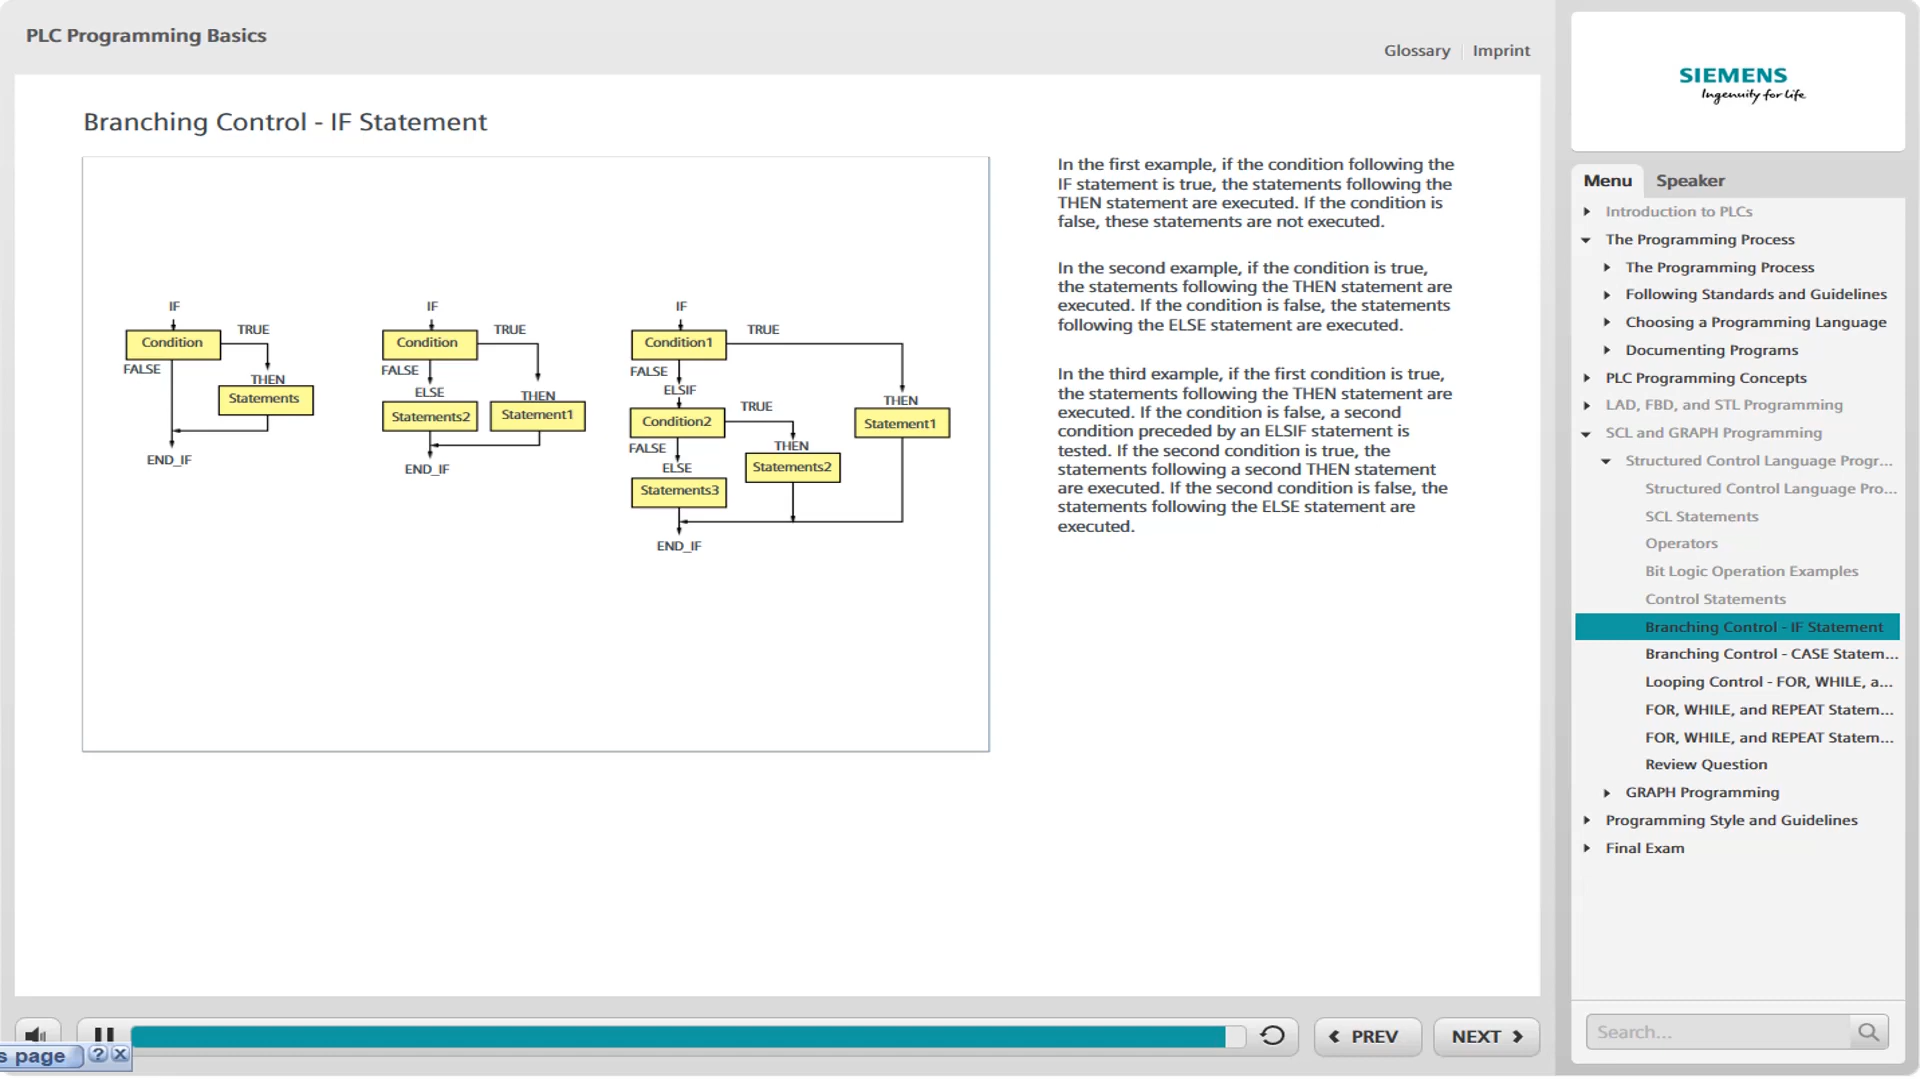 PLC Programming Basics
Glossary
Imprint
SIEMENS
Ingenuity for life
Branching Control - IF Statement
IF
Condition
TRUE
FALSE
THEN
Statements
END_IF
IF
Condition
TRUE
FALSE
ELSE
THEN
Statements2
Statement1
END_IF
IF
Condition1
TRUE
FALSE
ELSIF
THEN
Condition2
TRUE
Statement1
FALSE
THEN
ELSE
Statements2
Statements3
END_IF
In the first example, if the condition following the
IF statement is true, the statements following the
THEN statement are executed. If the condition is
false, these statements are not executed.
In the second example, if the condition is true,
the statements following the THEN statement are
executed. If the condition is false, the statements
following the ELSE statement are executed.
In the third example, if the first condition is true,
the statements following the THEN statement are
executed. If the condition is false, a second
condition preceded by an ELSIF statement is
tested. If the second condition is true, the
statements following a second THEN statement
are executed. If the second condition is false, the
statements following the ELSE statement are
executed.
Menu
Speaker
Introduction to PLCs
The Programming Process
The Programming Process
Following Standards and Guidelines
Choosing a Programming Language
Documenting Programs
PLC Programming Concepts
LAD, FBD, and STL Programming
SCL and GRAPH Programming
Structured Control Language Progr...
Structured Control Language Pro...
SCL Statements
Operators
Bit Logic Operation Examples
Control Statements
Branching Control - IF Statement
Branching Control - CASE Statem...
Looping Control - FOR, WHILE, a...
FOR, WHILE, and REPEAT Statem...
FOR, WHILE, and REPEAT Statem...
Review Question
GRAPH Programming
Programming Style and Guidelines
Final Exam
s page
?
PREV
NEXT
Search...